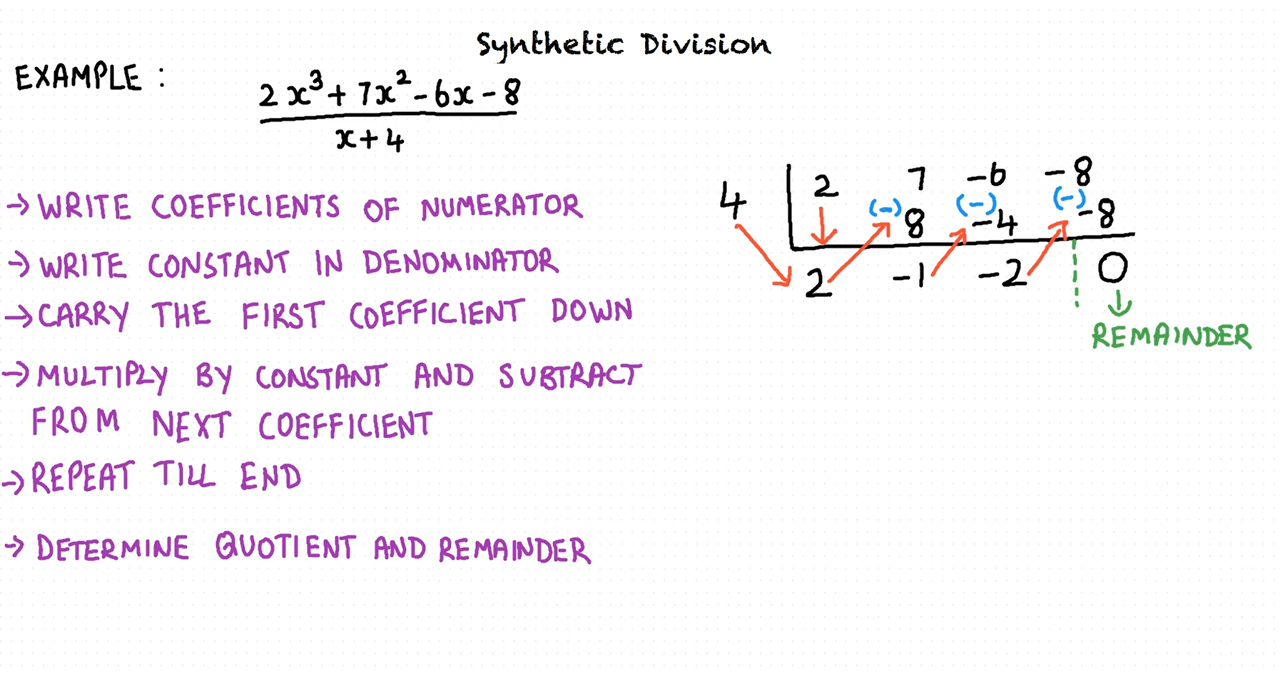 Synthetic Division
EXAMPLE :
2x³ + 7x² - 6x - 8
x + 4
→ WRITE COEFFICIENTS OF NUMERATOR
→ WRITE CONSTANT IN DENOMINATOR
→ CARRY THE FIRST COEFFICIENT DOWN
→ MULTIPLY BY CONSTANT AND SUBTRACT
FROM NEXT COEFFICIENT
→ REPEAT TILL END
→ DETERMINE QUOTIENT AND REMAINDER
4 2 7 -6 -8
(-) 8 (-) -4 (-) -8
2 -1 -2 0
REMAINDER